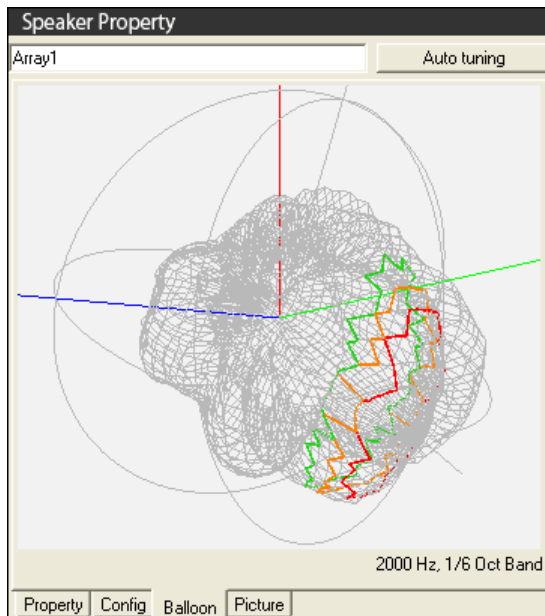 Speaker Property
Array1
Auto tuning
2000 Hz, 1/6 Oct Band
Property Config Balloon Picture